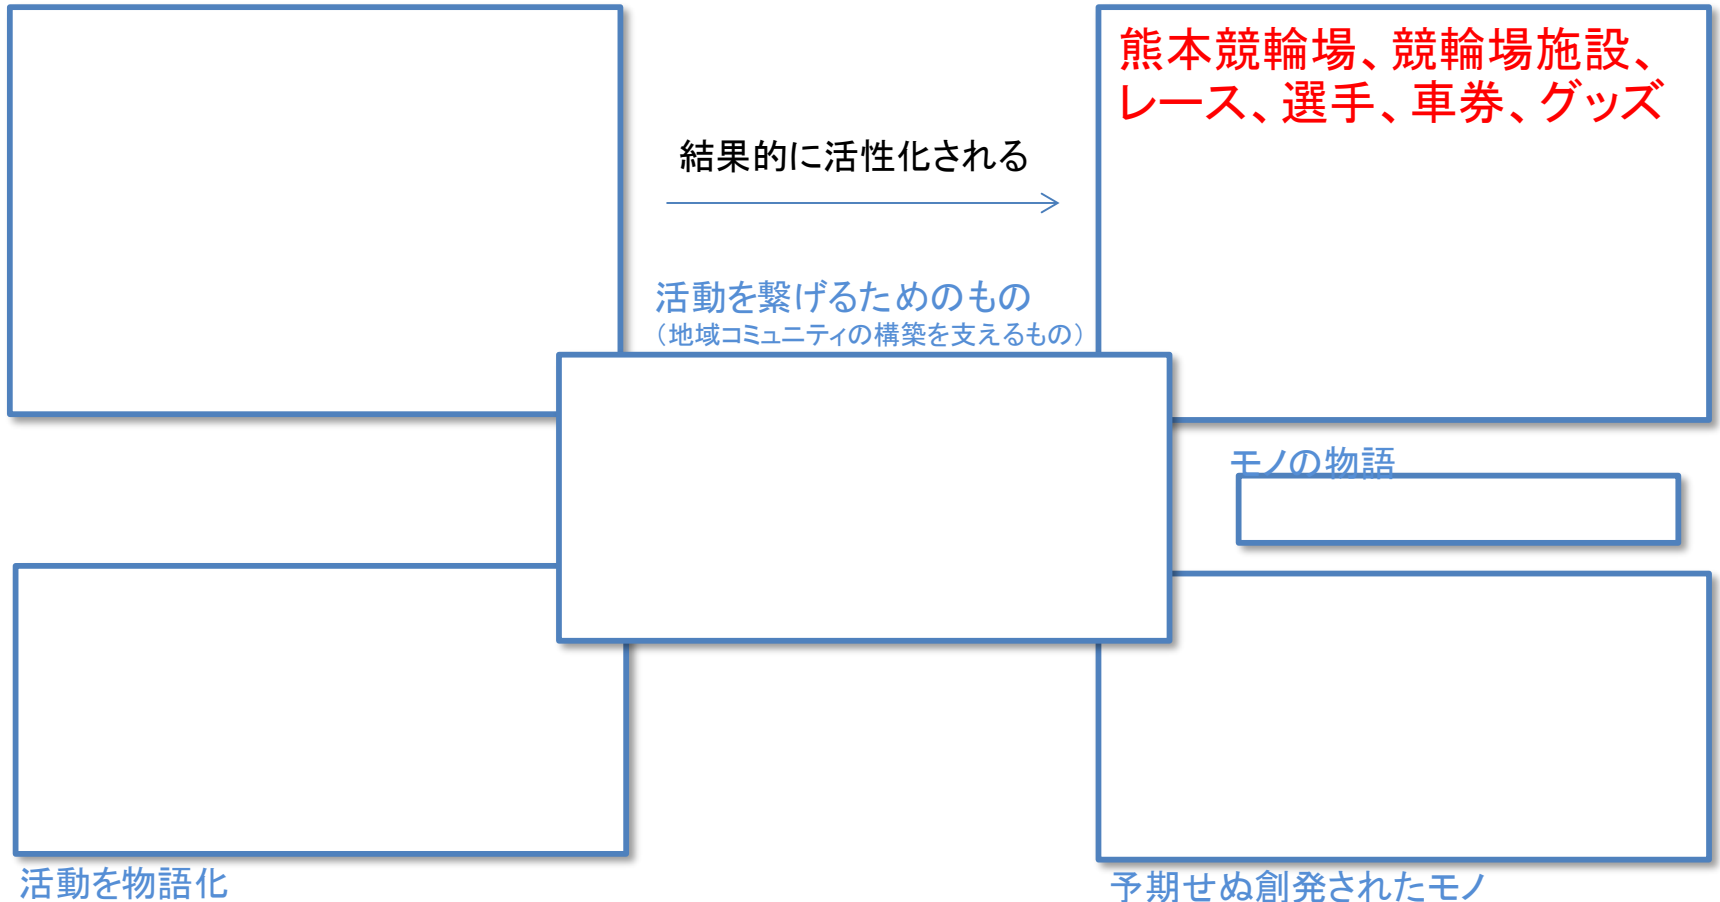 熊本競輪場、競輪場施設、
レース、選手、車券、グッズ
結果的に活性化される
活動を繋げるためのもの
（地域コミュニティの構築を支えるもの）
モノの物語
活動を物語化
予期せぬ創発されたモノ